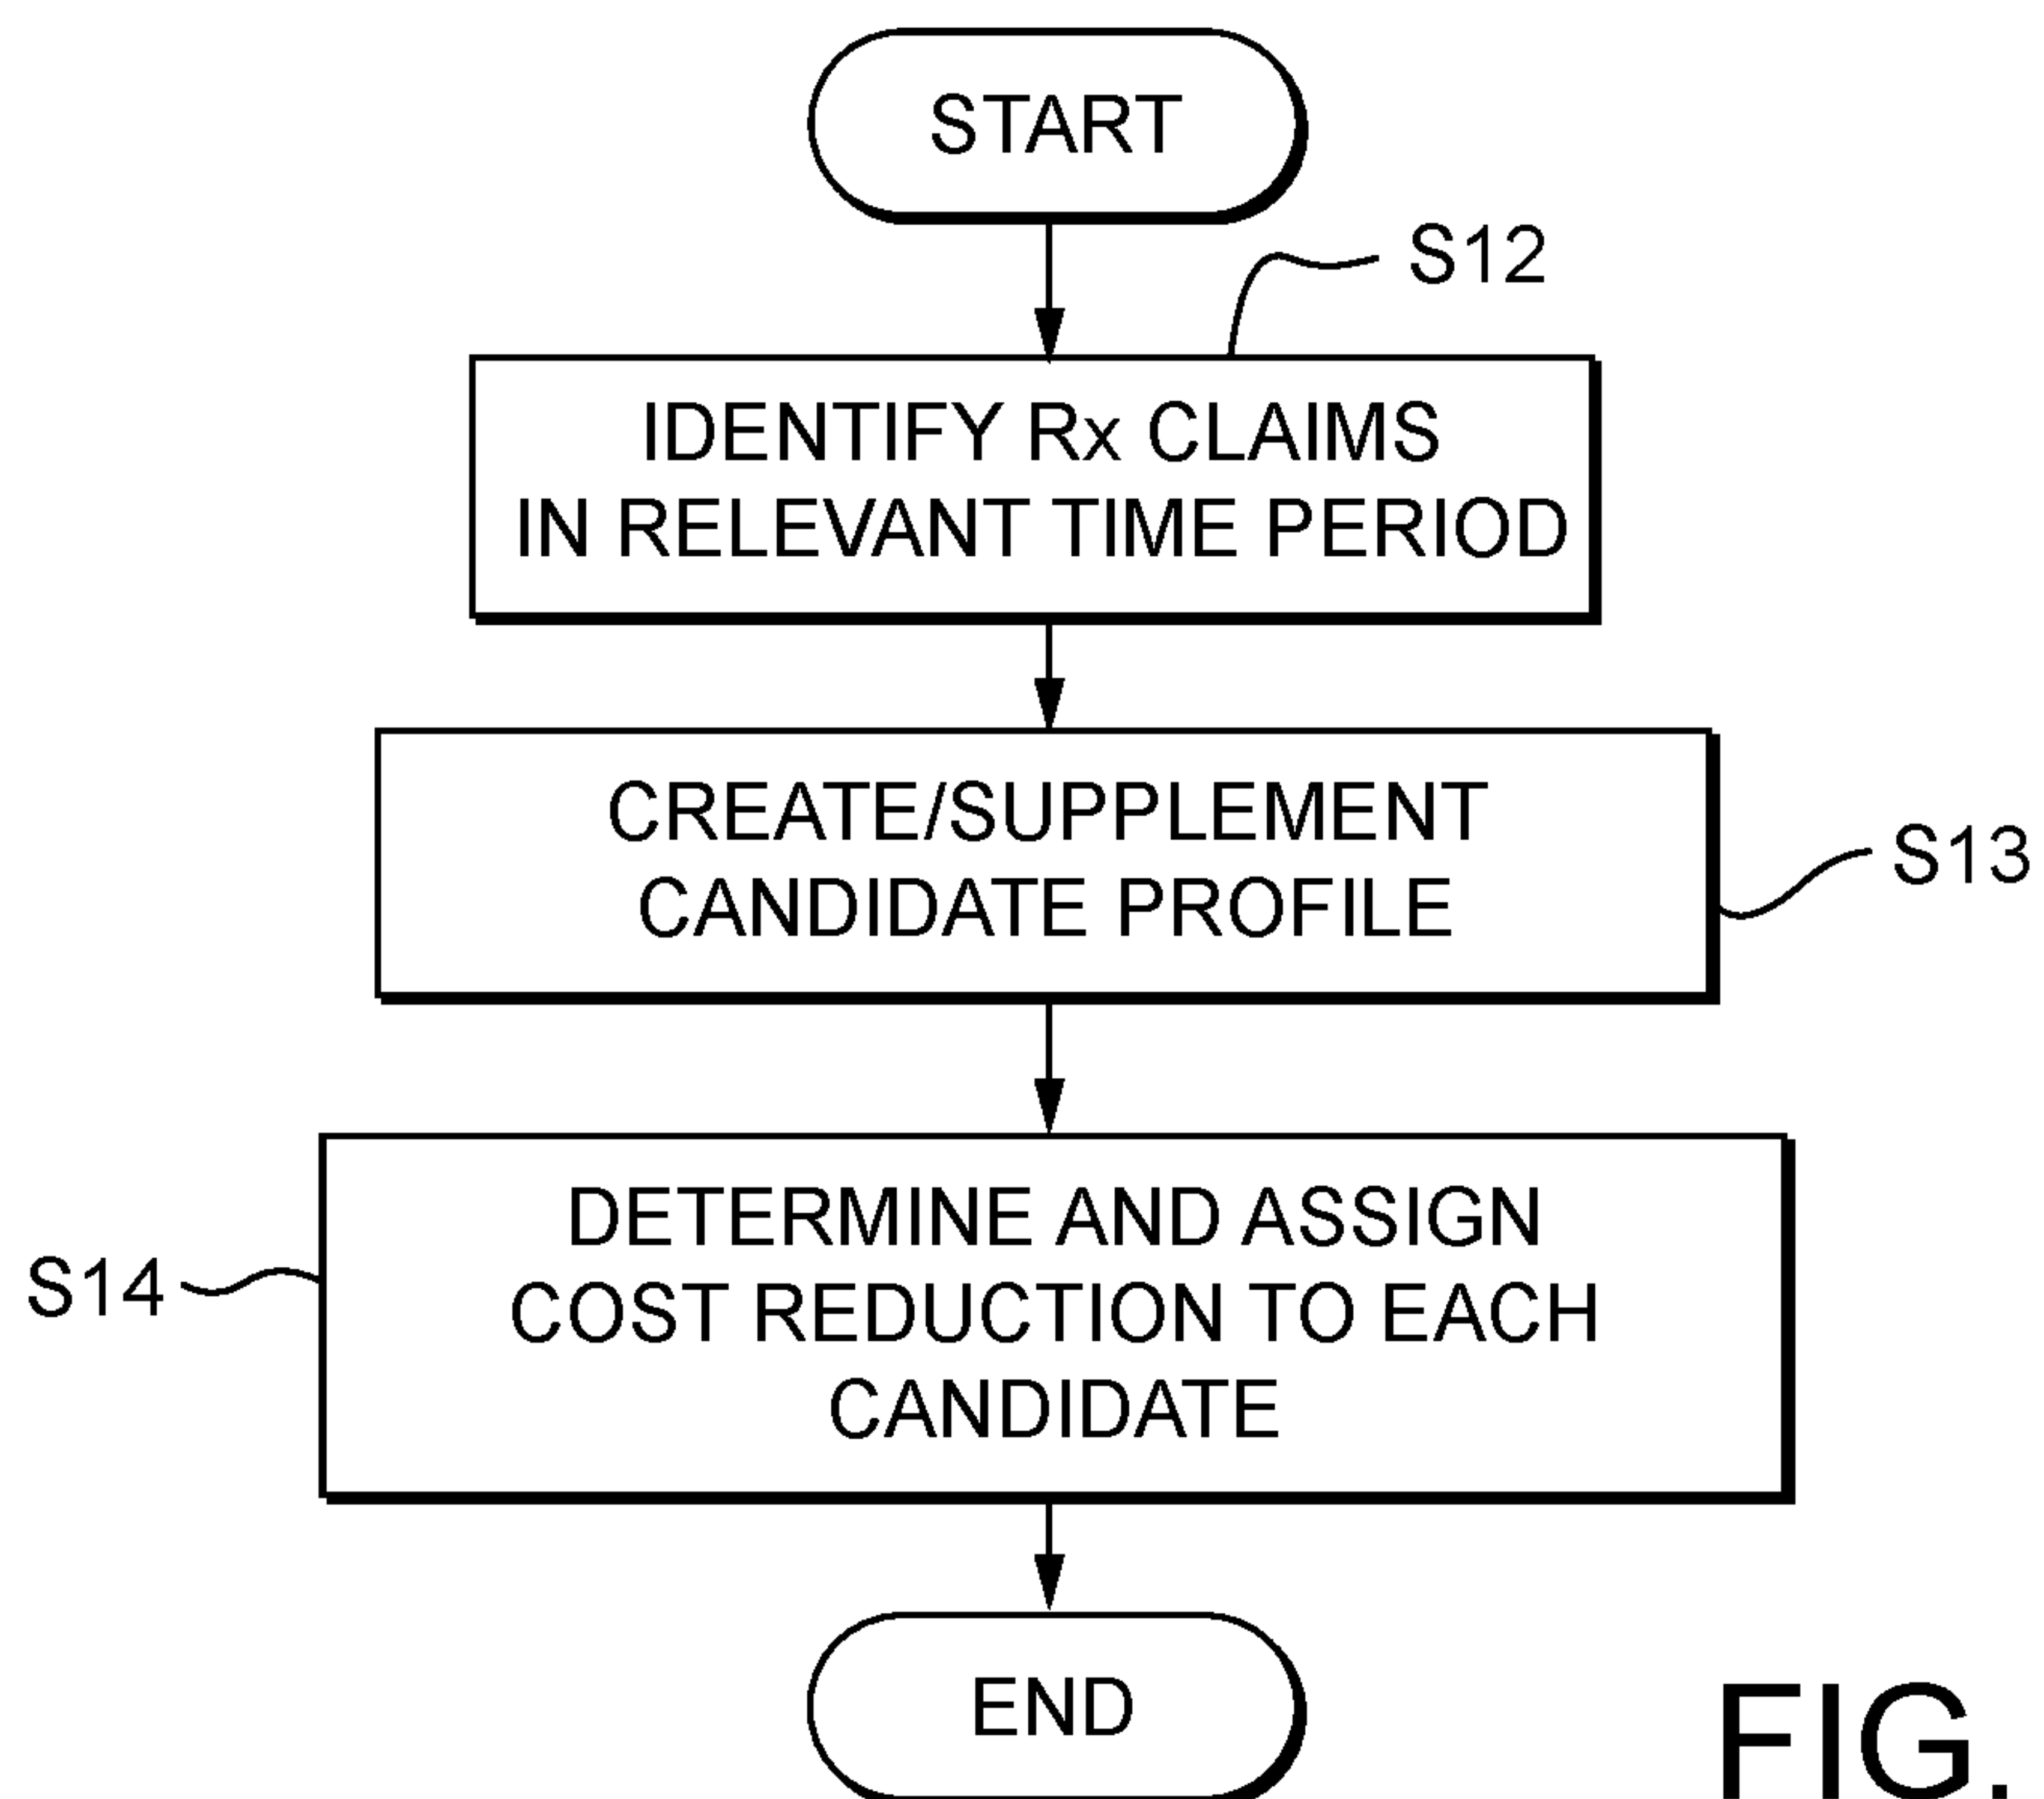 START
S12
IDENTIFY Rx CLAIMS
IN RELEVANT TIME PERIOD
CREATE/SUPPLEMENT
CANDIDATE PROFILE
S13
DETERMINE AND ASSIGN
COST REDUCTION TO EACH
CANDIDATE
S14
END
FIG.